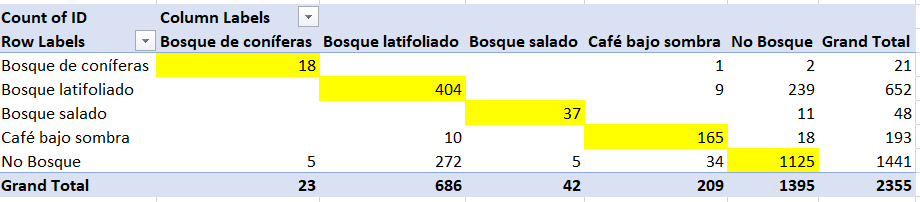 Count of ID Column Labels
Row Labels Bosque de coníferas Bosque latifoliado Bosque salado Café bajo sombra No Bosque Grand Total
Bosque de coníferas 18 1 2 21
Bosque latifoliado 404 9 239 652
Bosque salado 37 11 48
Café bajo sombra 10 165 18 193
No Bosque 5 272 5 34 1125 1441
Grand Total 23 686 42 209 1395 2355